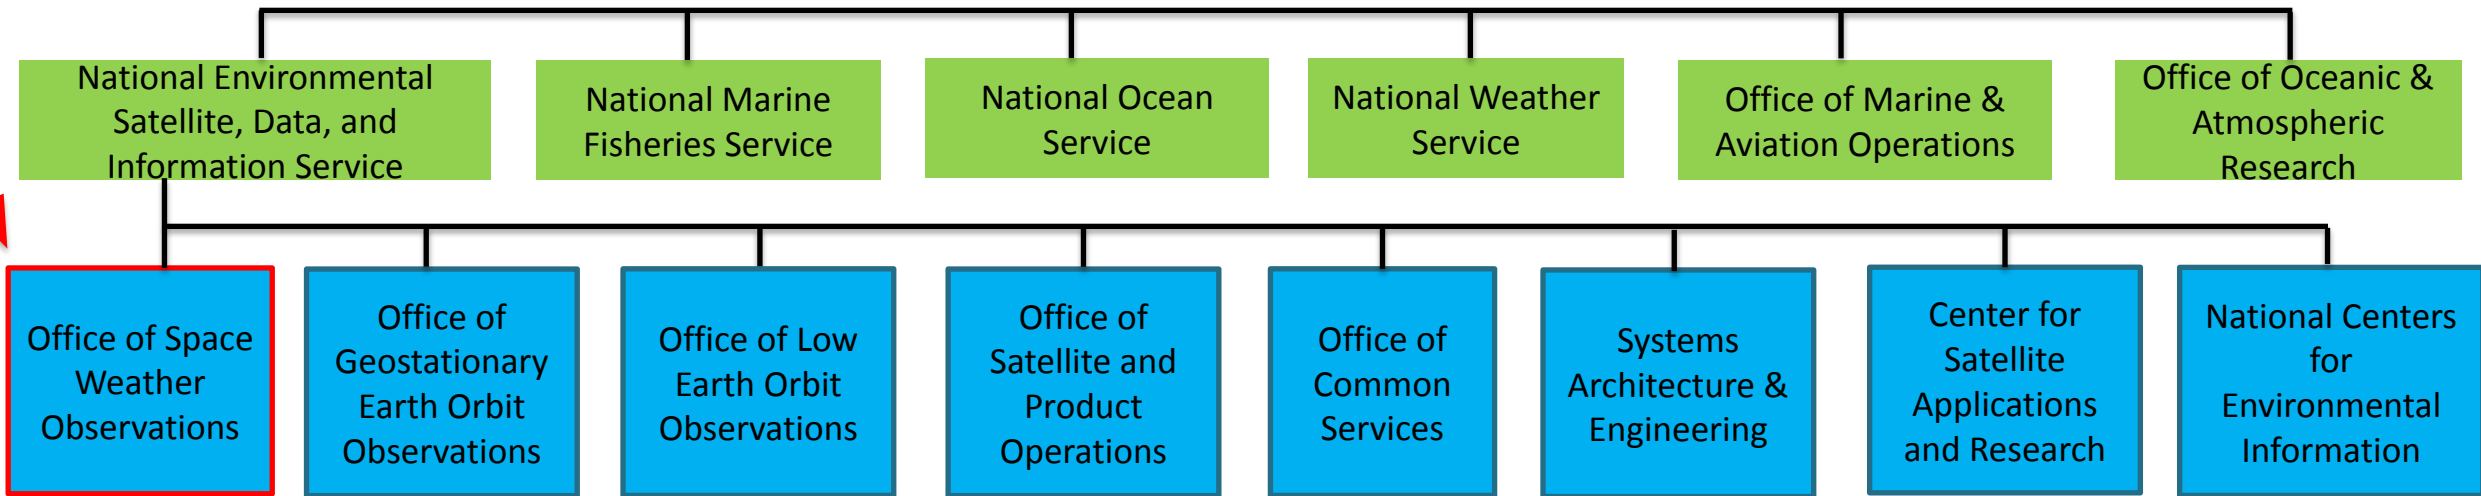 National Environmental
Satellite, Data, and
Information Service
National Marine
Fisheries Service
National Ocean
Service
National Weather
Service
Office of Marine &
Aviation Operations
Office of Oceanic &
Atmospheric
Research
Office of Space
Weather
Observations
Office of
Geostationary
Earth Orbit
Observations
Office of Low
Earth Orbit
Observations
Office of
Satellite and
Product
Operations
Office of
Common
Services
Systems
Architecture &
Engineering
Center for
Satellite
Applications
and Research
National Centers
for
Environmental
Information